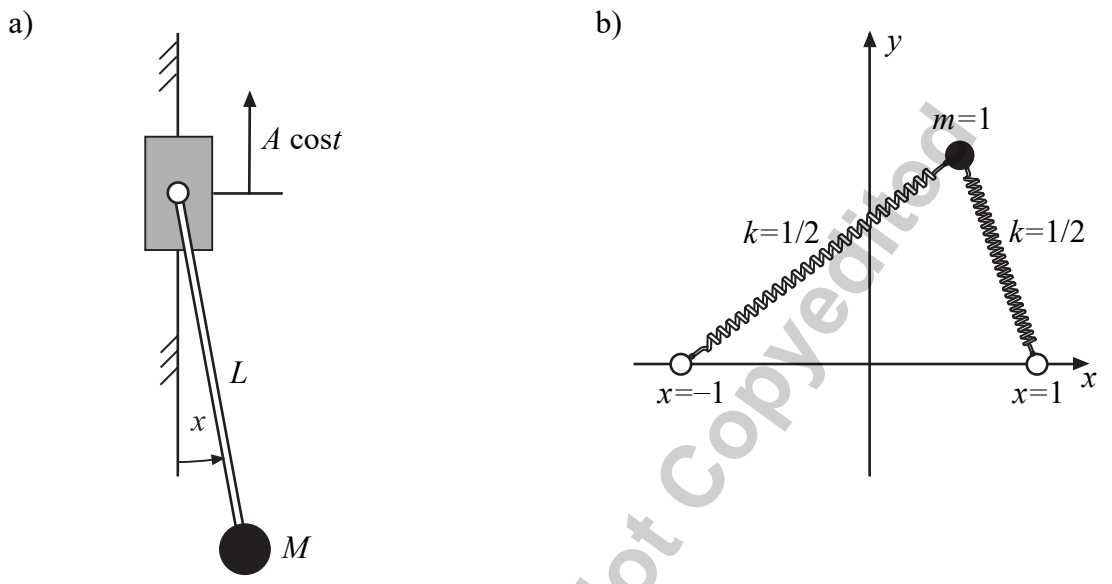 a)
A cost
L
x
M
b)
y
m=1
k=1/2
k=1/2
x=−1
x=1
x
Not Copyedited